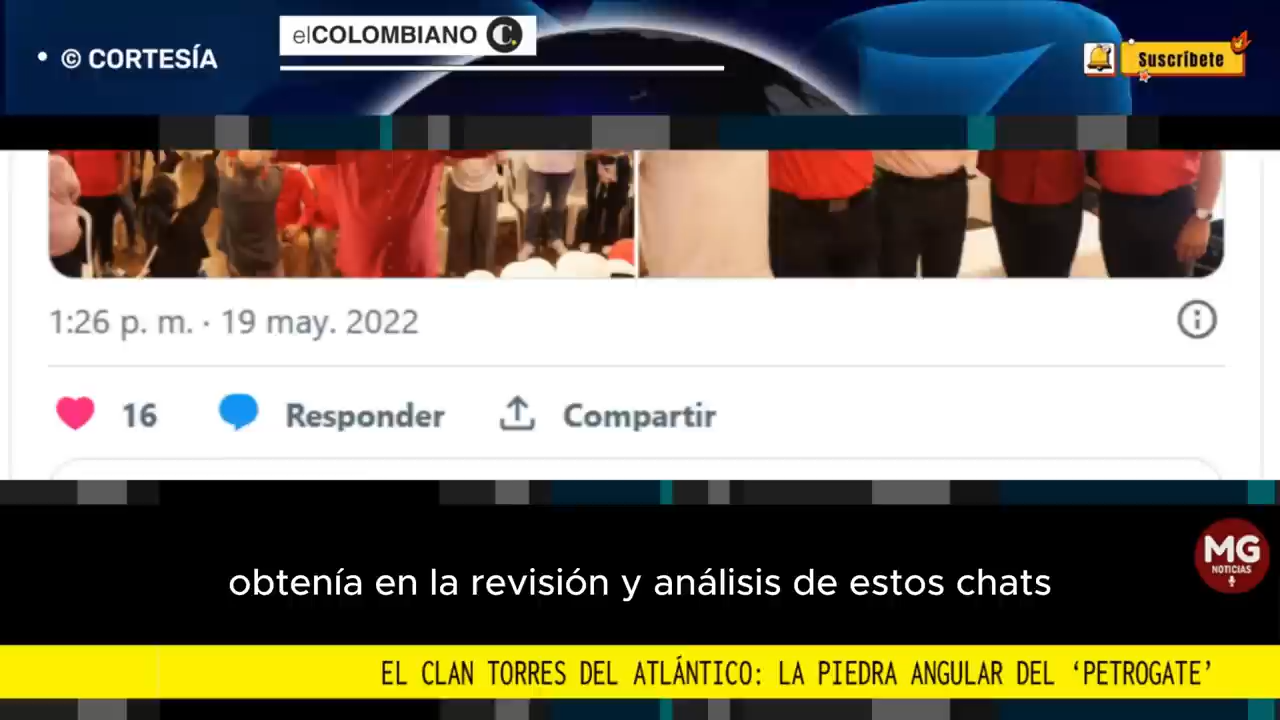 • © CORTESÍA
elCOLOMBIANO C.
Suscríbete
1:26 p. m. · 19 may. 2022
16 Responder Compartir
MG
NOTICIAS
obtenía en la revisión y análisis de estos chats
EL CLAN TORRES DEL ATLÁNTICO: LA PIEDRA ANGULAR DEL ‘PETROGATE’